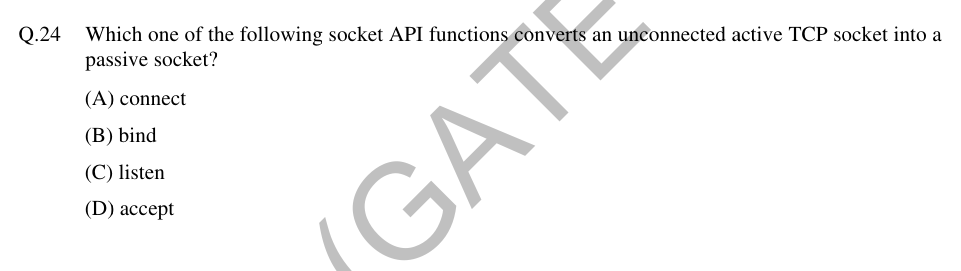 Q.24 Which one of the following socket API functions converts an unconnected active TCP socket into a
passive socket?
(A) connect
(B) bind
(C) listen
(D) accept
(GATE